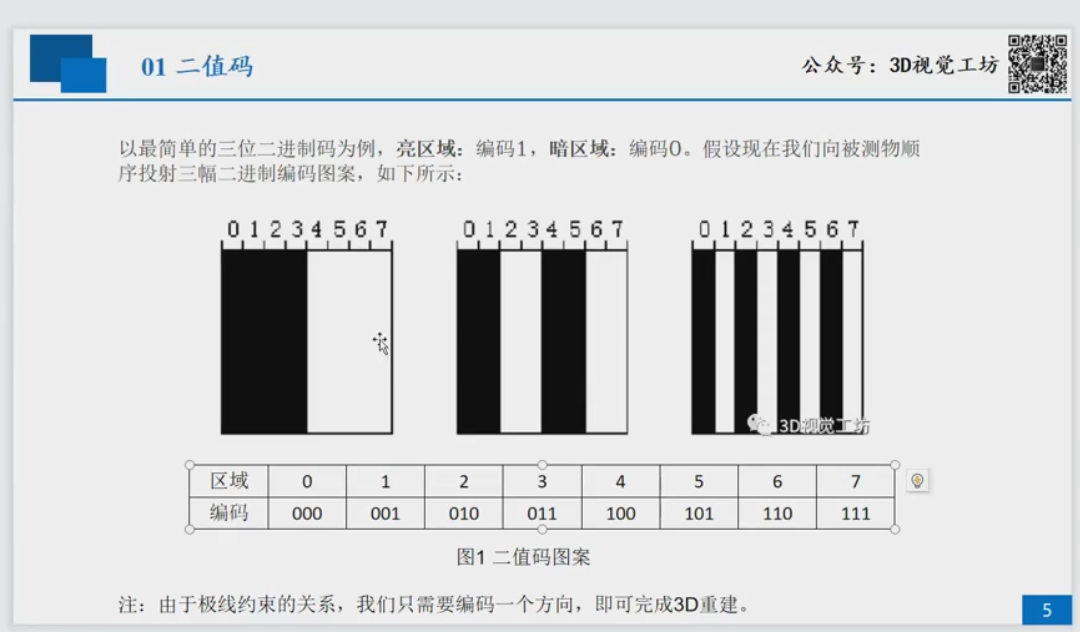 01 二值码
公众号：3D视觉工坊
以最简单的三位二进制码为例，亮区域：编码1，暗区域：编码0。假设现在我们向被测物顺
序投射三幅二进制编码图案，如下所示：
0 1 2 3 4 5 6 7
0 1 2 3 4 5 6 7
0 1 2 3 4 5 6 7
3D视觉工坊
区域 0 1 2 3 4 5 6 7
编码 000 001 010 011 100 101 110 111
图1 二值码图案
注：由于极线约束的关系，我们只需要编码一个方向，即可完成3D重建。
5